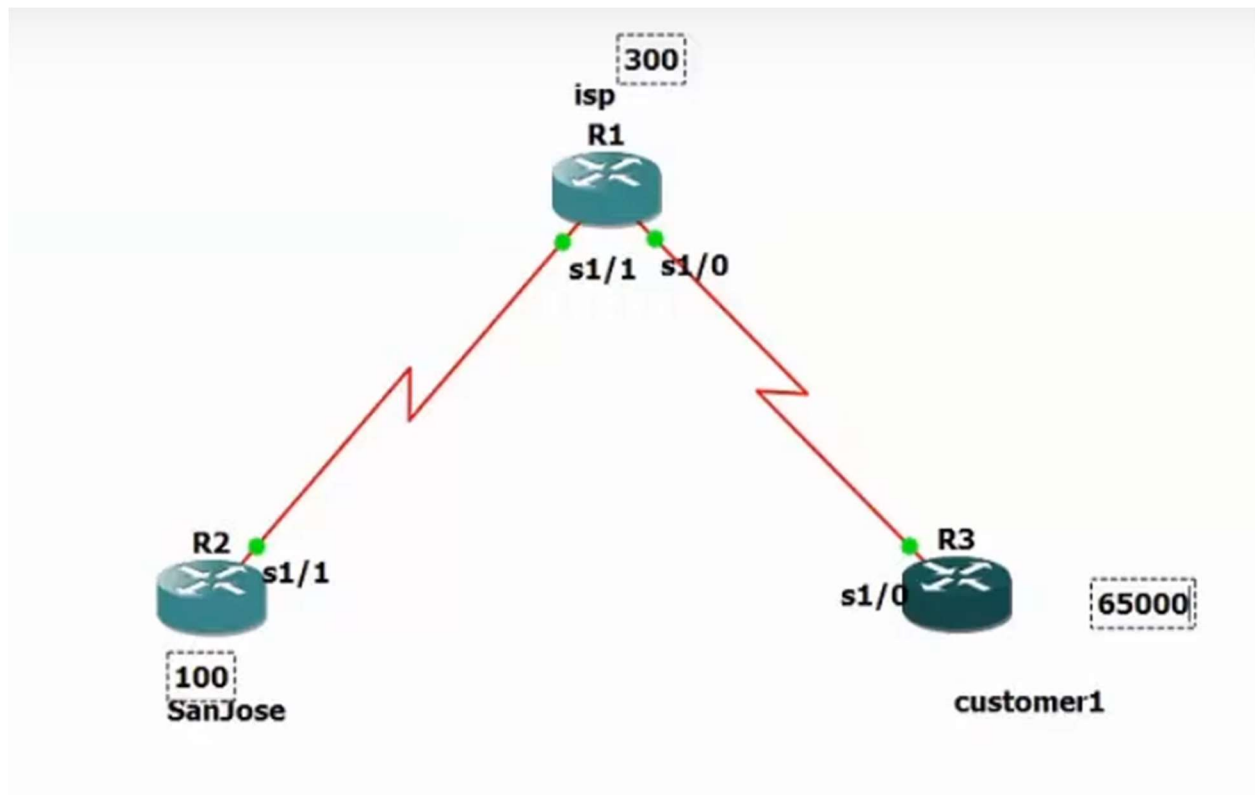 300
isp
R1
s1/1 s1/0
R2
s1/1
100
SanJose
R3
s1/0
65000
customer1